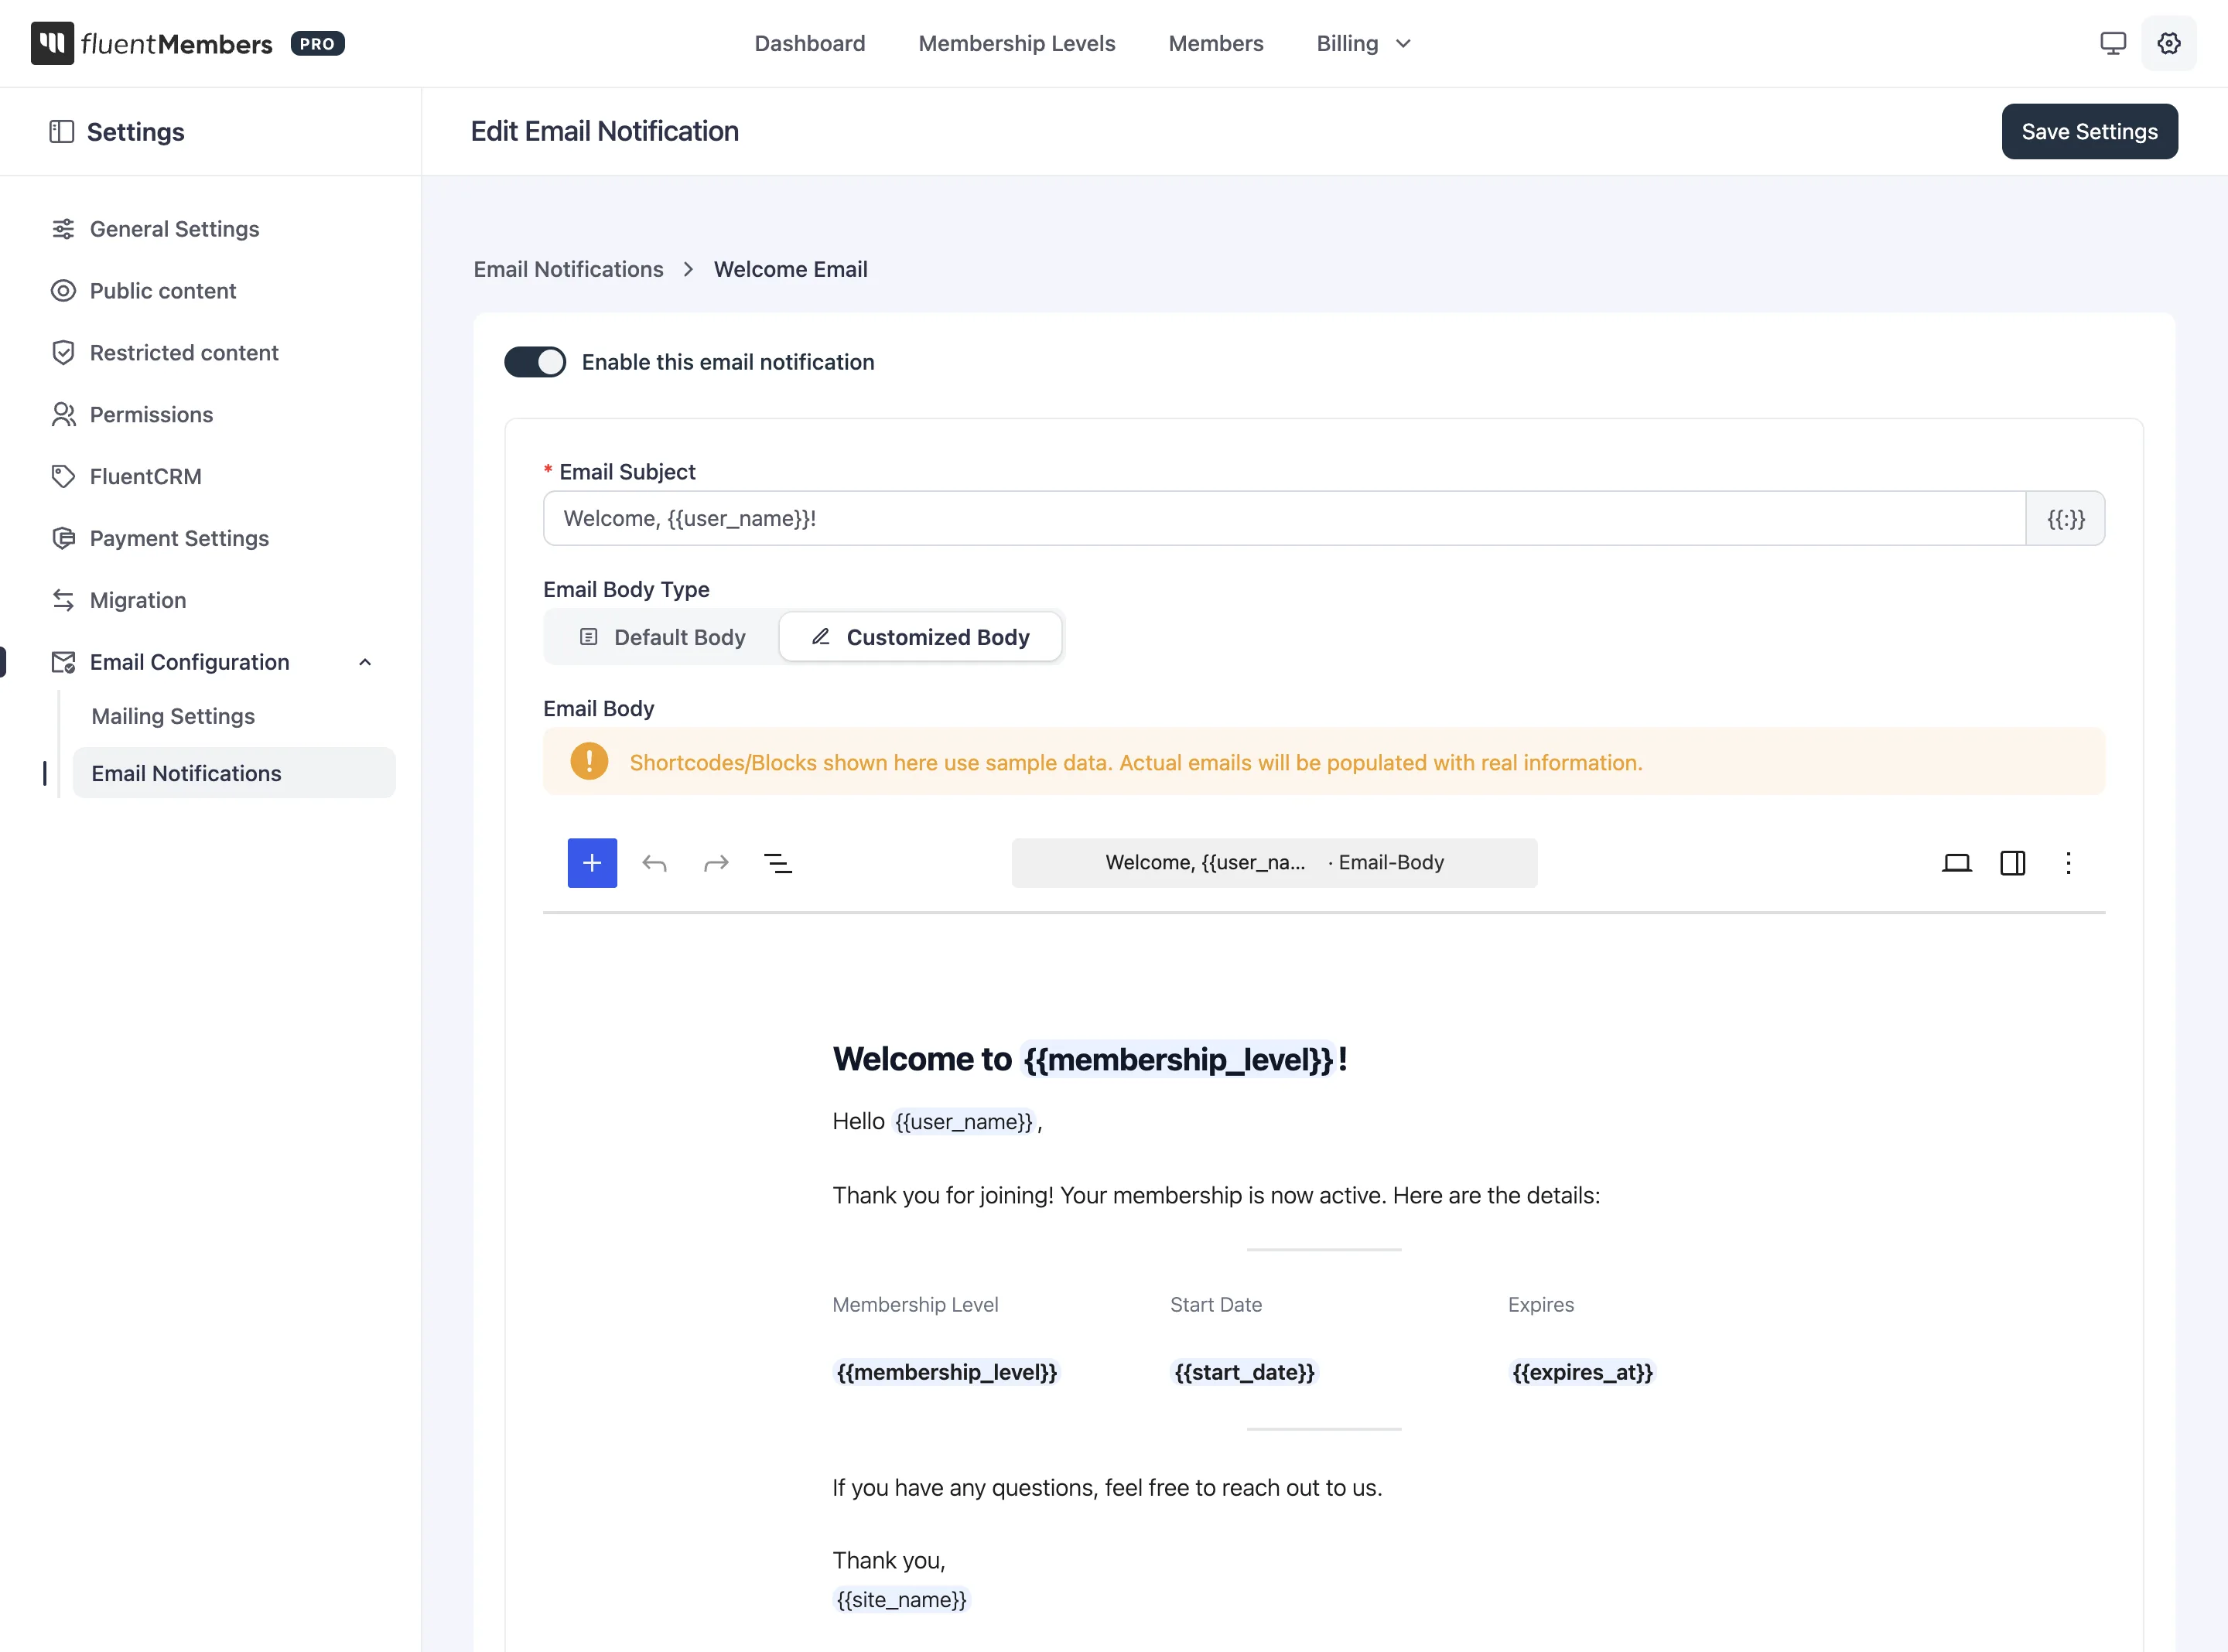 fluentMembers PRO
Dashboard
Membership Levels
Members
Billing
Settings
Edit Email Notification
Save Settings
General Settings
Public content
Restricted content
Permissions
FluentCRM
Payment Settings
Migration
Email Configuration
Mailing Settings
Email Notifications
Email Notifications > Welcome Email
Enable this email notification
* Email Subject
Welcome, {{user_name}}!
{{:}}
Email Body Type
Default Body
Customized Body
Email Body
Shortcodes/Blocks shown here use sample data. Actual emails will be populated with real information.
Welcome, {{user_na... · Email-Body
Welcome to {{membership_level}}!
Hello {{user_name}},
Thank you for joining! Your membership is now active. Here are the details:
Membership Level
Start Date
Expires
{{membership_level}}
{{start_date}}
{{expires_at}}
If you have any questions, feel free to reach out to us.
Thank you,
{{site_name}}